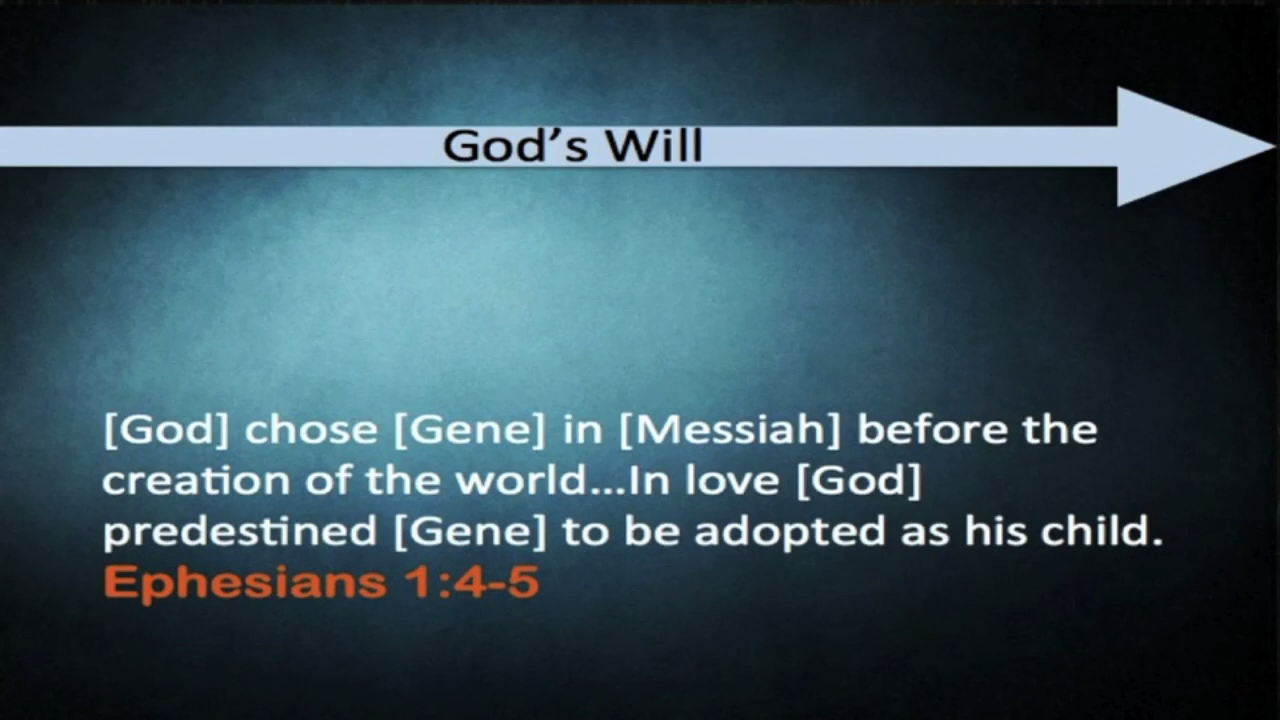 God's Will
[God] chose [Gene] in [Messiah] before the
creation of the world...In love [God]
predestined [Gene] to be adopted as his child.
Ephesians 1:4-5